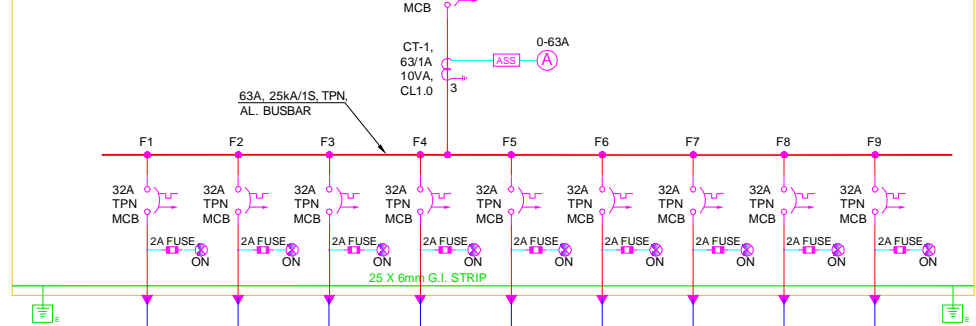 MCB
CT-1,
63/1A
10VA,
CL1.0
3
ASS
0-63A
A
63A, 25kA/1S, TPN,
AL. BUSBAR
F1 F2 F3 F4 F5 F6 F7 F8 F9
32A 32A 32A 32A 32A 32A 32A 32A 32A
TPN TPN TPN TPN TPN TPN TPN TPN TPN
MCB MCB MCB MCB MCB MCB MCB MCB MCB
2A FUSE 2A FUSE 2A FUSE 2A FUSE 2A FUSE 2A FUSE 2A FUSE 2A FUSE 2A FUSE
ON ON ON ON ON ON ON ON ON
25 X 6mm G.I. STRIP
E E